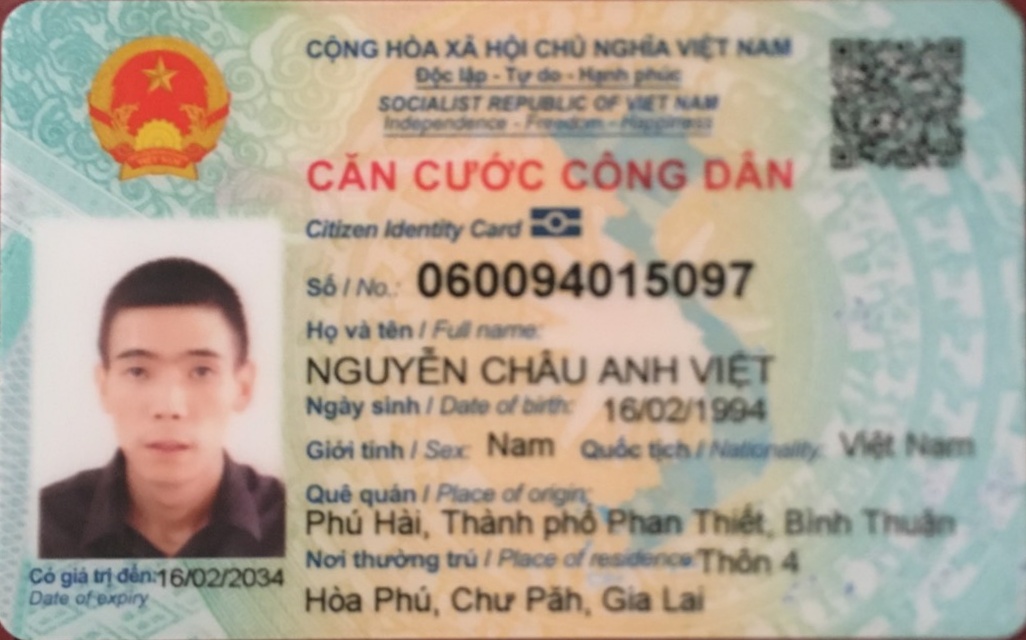 CỘNG HÒA XÃ HỘI CHỦ NGHĨA VIỆT NAM
Độc lập - Tự do - Hạnh phúc
SOCIALIST REPUBLIC OF VIET NAM
Independence - Freedom - Happiness
CĂN CƯỚC CÔNG DÂN
Citizen Identity Card
Số / No.: 060094015097
Họ và tên / Full name:
NGUYỄN CHÂU ANH VIỆT
Ngày sinh / Date of birth: 16/02/1994
Giới tính / Sex: Nam Quốc tịch / Nationality: Việt Nam
Quê quán / Place of origin:
Phú Hài, Thành phố Phan Thiết, Bình Thuận
Nơi thường trú / Place of residence: Thôn 4
Hòa Phú, Chư Păh, Gia Lai
Có giá trị đến: 16/02/2034
Date of expiry